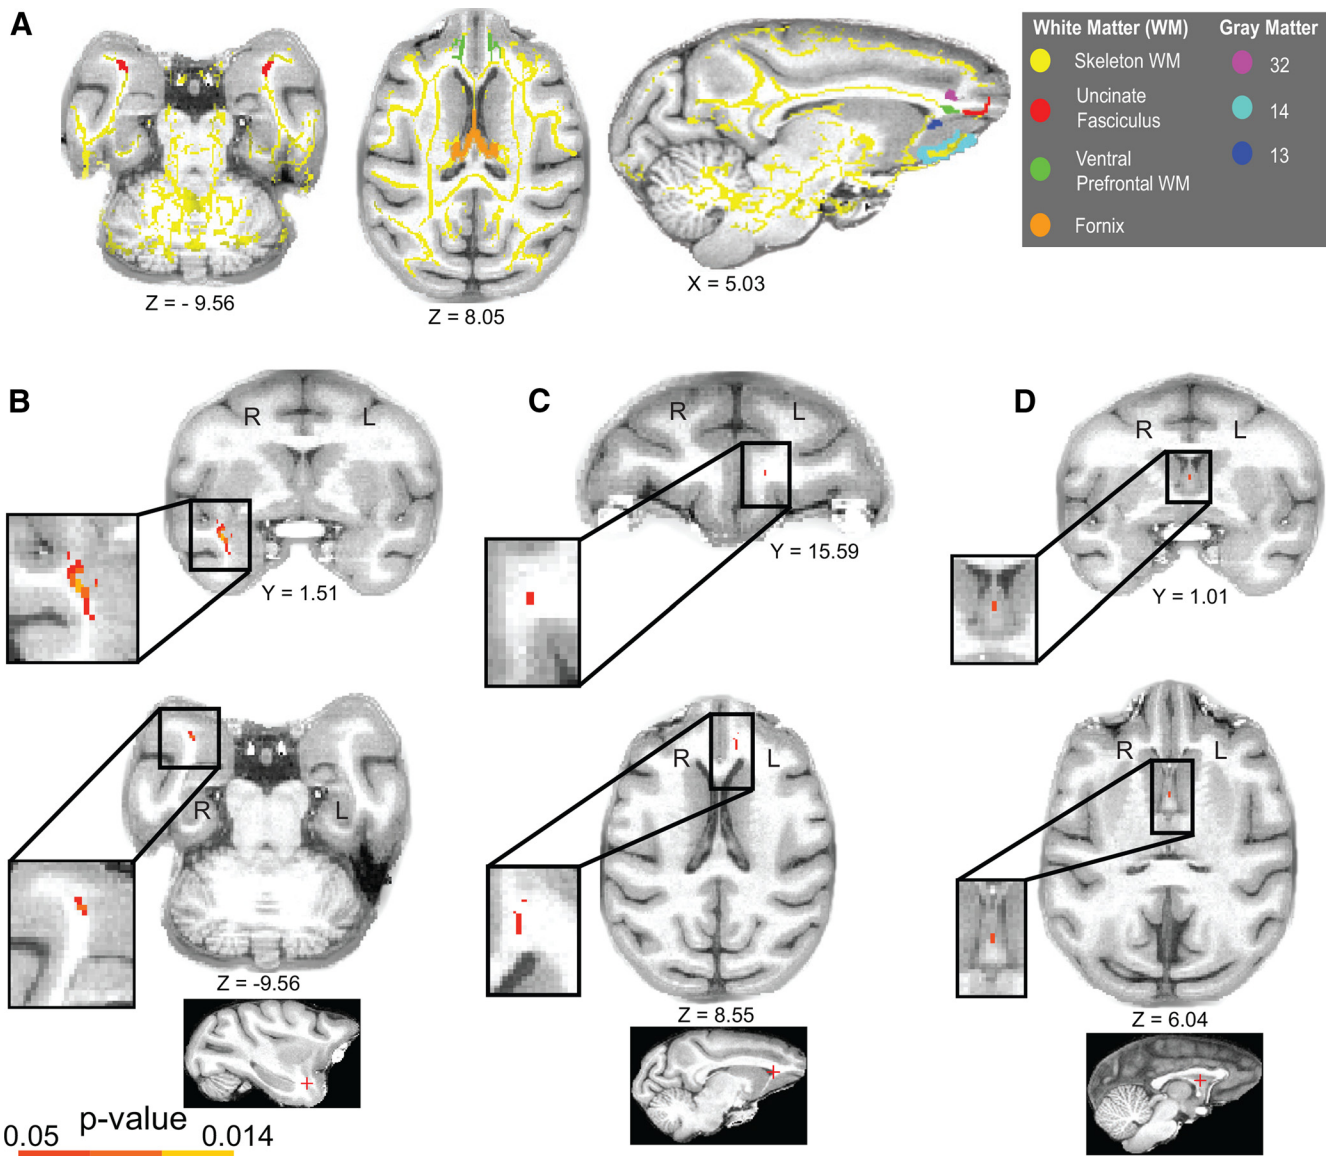 A
Z = - 9.56
Z = 8.05
X = 5.03
White Matter (WM)
Gray Matter
Skeleton WM
32
Uncinate
Fasciculus
14
Ventral
Prefrontal WM
13
Fornix
B
R
L
Y = 1.51
R
L
Z = -9.56
C
R
L
Y = 15.59
R
L
Z = 8.55
D
R
L
Y = 1.01
R
L
Z = 6.04
p-value
0.05
0.014